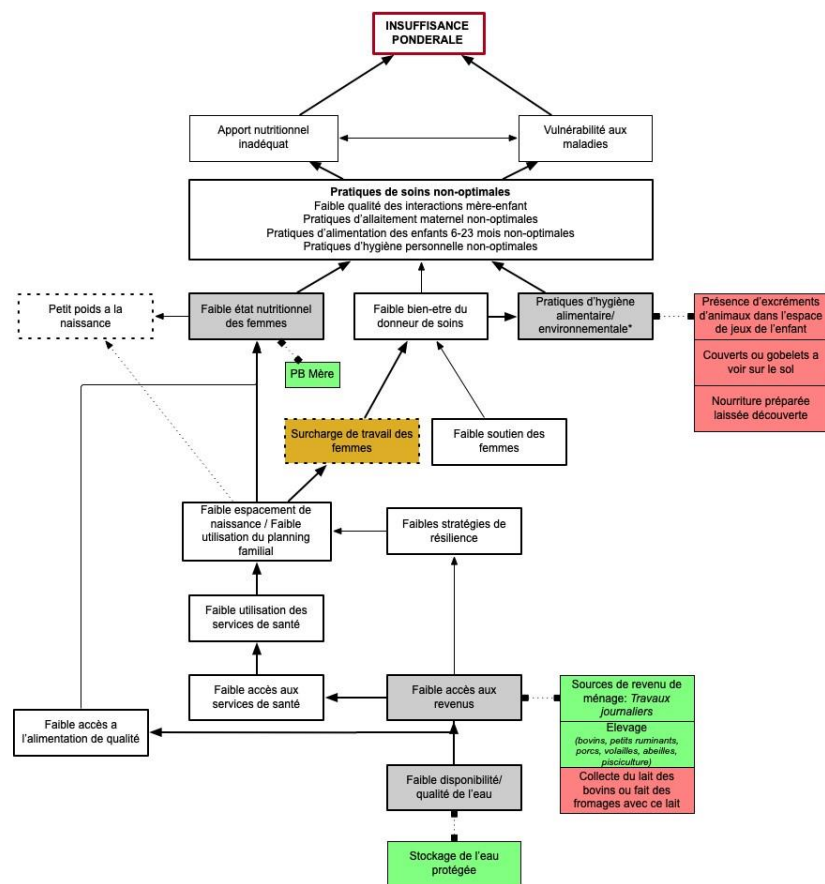 INSUFFISANCE
PONDERALE
Apport nutritionnel
inadéquat
Vulnérabilité aux
maladies
Pratiques de soins non-optimales
Faible qualité des interactions mère-enfant
Pratiques d'allaitement maternel non-optimales
Pratiques d'alimentation des enfants 6-23 mois non-optimales
Pratiques d'hygiène personnelle non-optimales
Petit poids a la
naissance
Faible état nutritionnel
des femmes
Faible bien-etre du
donneur de soins
Pratiques d'hygiène
alimentaire/
environnementale*
Présence d'excréments
d'animaux dans l'espace
de jeux de l'enfant
Couverts ou gobelets a
voir sur le sol
Nourriture préparée
laissée découverte
PB Mère
Surcharge de travail des
femmes
Faible soutien des
femmes
Faible espacement de
naissance / Faible
utilisation du planning
familial
Faibles stratégies de
résilience
Faible utilisation des
services de santé
Faible accès aux
services de santé
Faible accès aux
revenus
Sources de revenu de
ménage: Travaux
journaliers
Elevage
(bovins, petits ruminants,
porcs, volailles, abeilles,
pisciculture)
Collecte du lait des
bovins ou fait des
fromages avec ce lait
Faible accès a
l'alimentation de qualité
Faible disponibilité/
qualité de l'eau
Stockage de l'eau
protégée